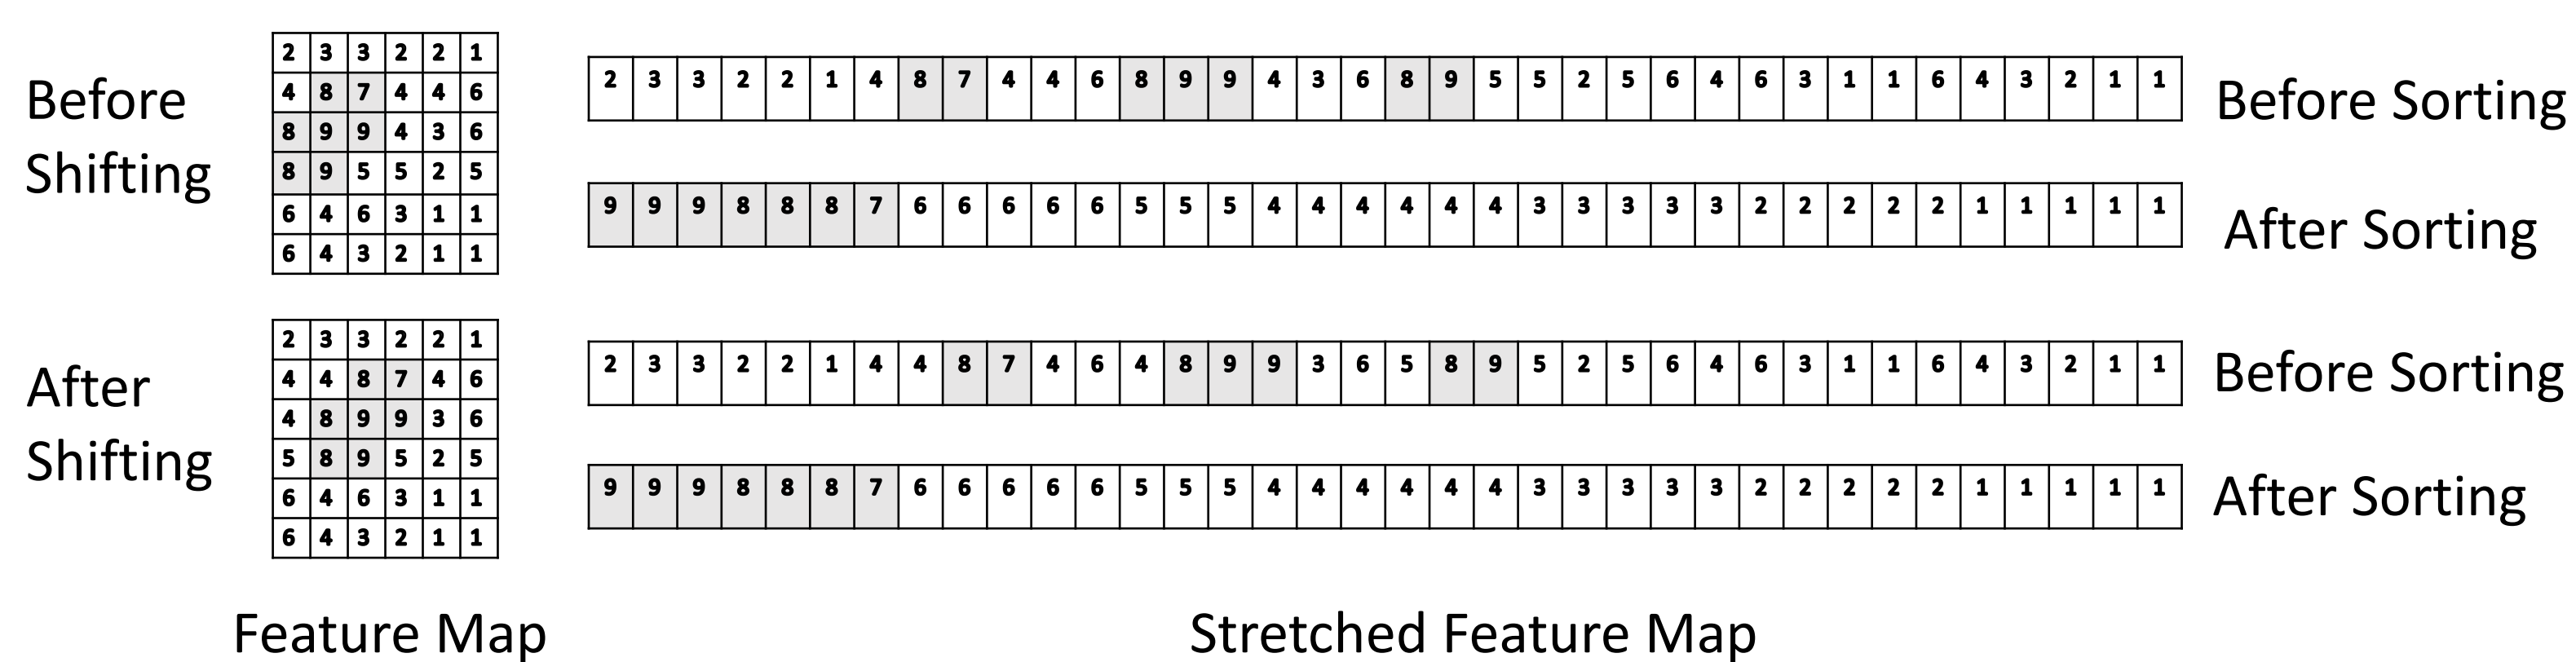 Before Shifting
2 3 3 2 2 1
4 8 7 4 4 6
8 9 9 4 3 6
8 9 5 5 2 5
6 4 6 3 1 1
6 4 3 2 1 1
2 3 3 2 2 1 4 8 7 4 4 6 8 9 9 4 3 6 8 9 5 5 2 5 6 4 6 3 1 1 6 4 3 2 1 1
Before Sorting
9 9 9 8 8 8 7 6 6 6 6 6 5 5 5 4 4 4 4 4 4 3 3 3 3 3 2 2 2 2 2 1 1 1 1 1
After Sorting
After Shifting
2 3 3 2 2 1
4 4 8 7 4 6
4 8 9 9 3 6
5 8 9 5 2 5
6 4 6 3 1 1
6 4 3 2 1 1
2 3 3 2 2 1 4 4 8 7 4 6 4 8 9 9 3 6 5 8 9 5 2 5 6 4 6 3 1 1 6 4 3 2 1 1
Before Sorting
9 9 9 8 8 8 7 6 6 6 6 6 5 5 5 4 4 4 4 4 4 3 3 3 3 3 2 2 2 2 2 1 1 1 1 1
After Sorting
Feature Map
Stretched Feature Map